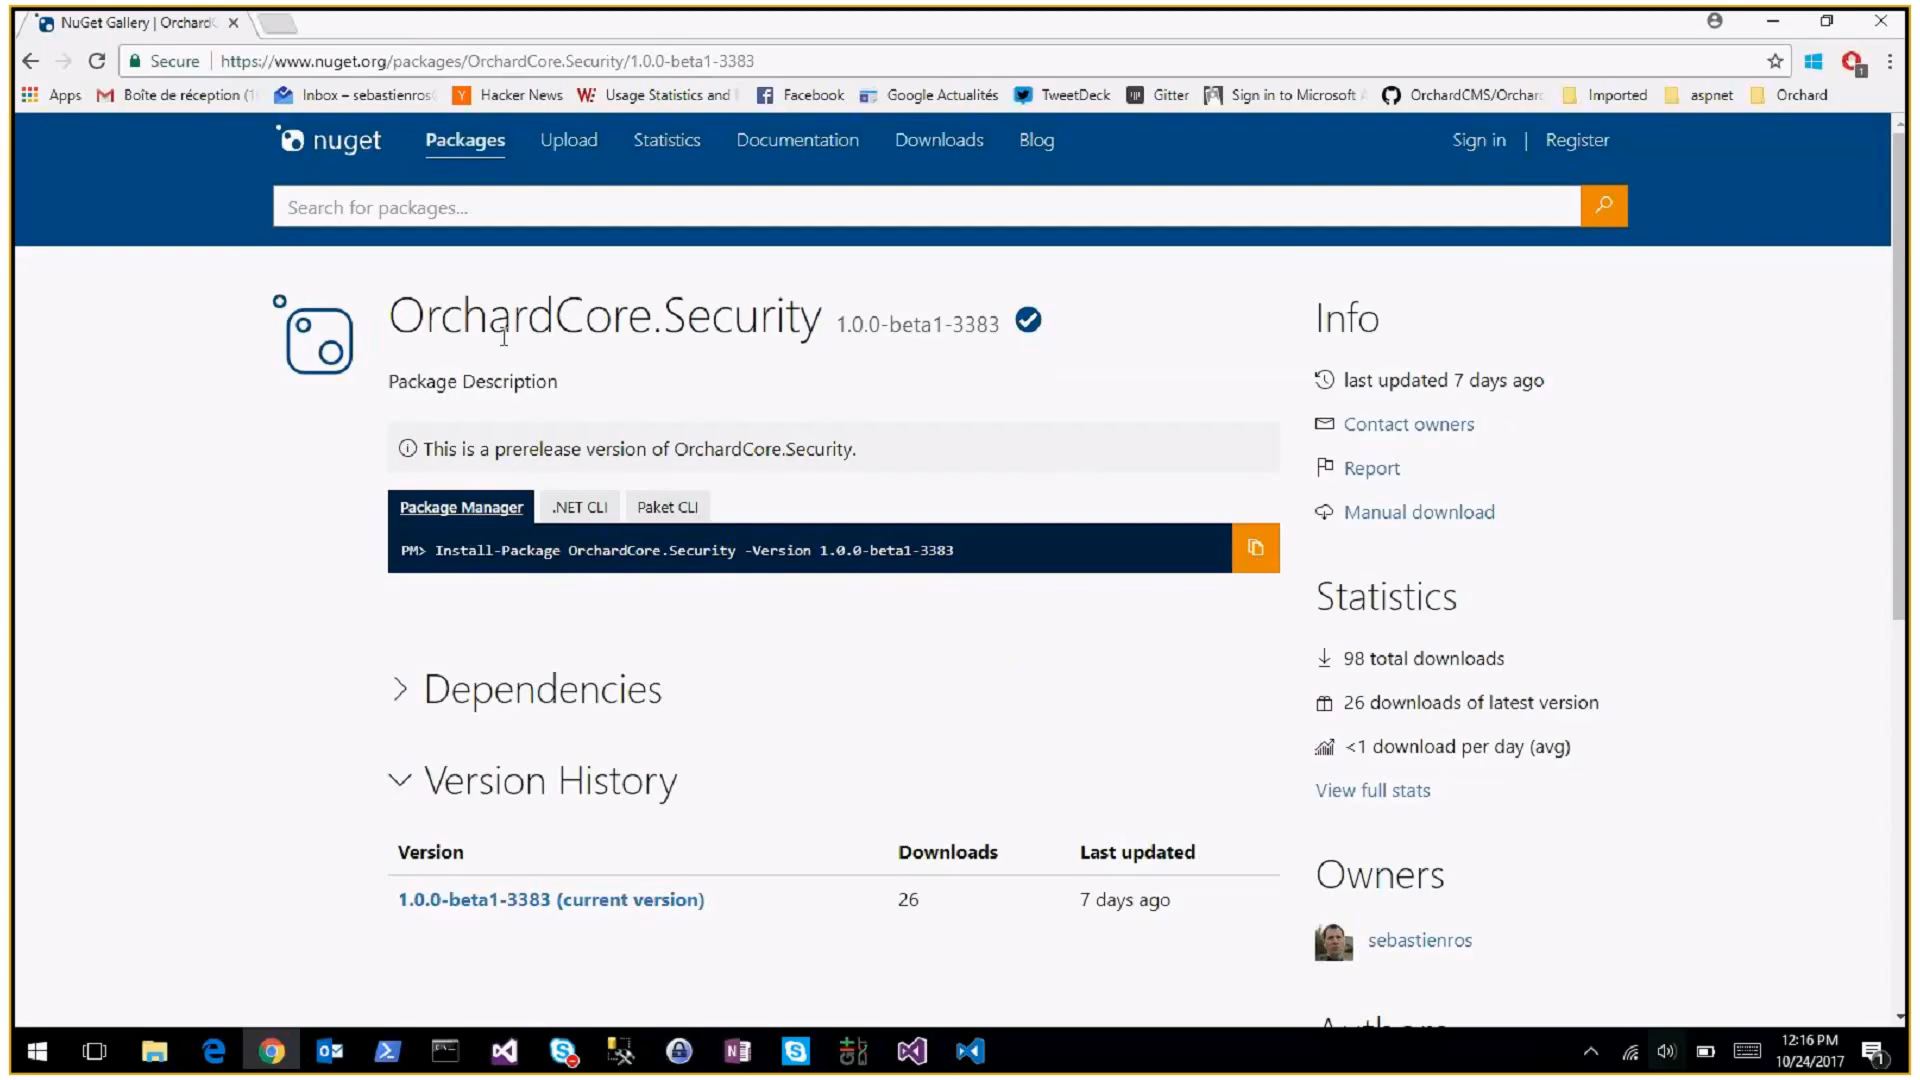 NuGet Gallery | Orchard
Secure | https://www.nuget.org/packages/OrchardCore.Security/1.0.0-beta1-3383
1
Apps Boîte de réception Inbox – sebastienros Hacker News Usage Statistics and Facebook Google Actualités TweetDeck Gitter Sign in to Microsoft OrchardCMS/Orchar Imported aspnet Orchard
nuget Packages Upload Statistics Documentation Downloads Blog Sign in | Register
Search for packages...
OrchardCore.Security 1.0.0-beta1-3383
Package Description
This is a prerelease version of OrchardCore.Security.
Package Manager .NET CLI Paket CLI
PM> Install-Package OrchardCore.Security -Version 1.0.0-beta1-3383
Dependencies
Version History
Version Downloads Last updated
1.0.0-beta1-3383 (current version) 26 7 days ago
Info
last updated 7 days ago
Contact owners
Report
Manual download
Statistics
98 total downloads
26 downloads of latest version
<1 download per day (avg)
View full stats
Owners
sebastienros
12:16 PM
10/24/2017
1